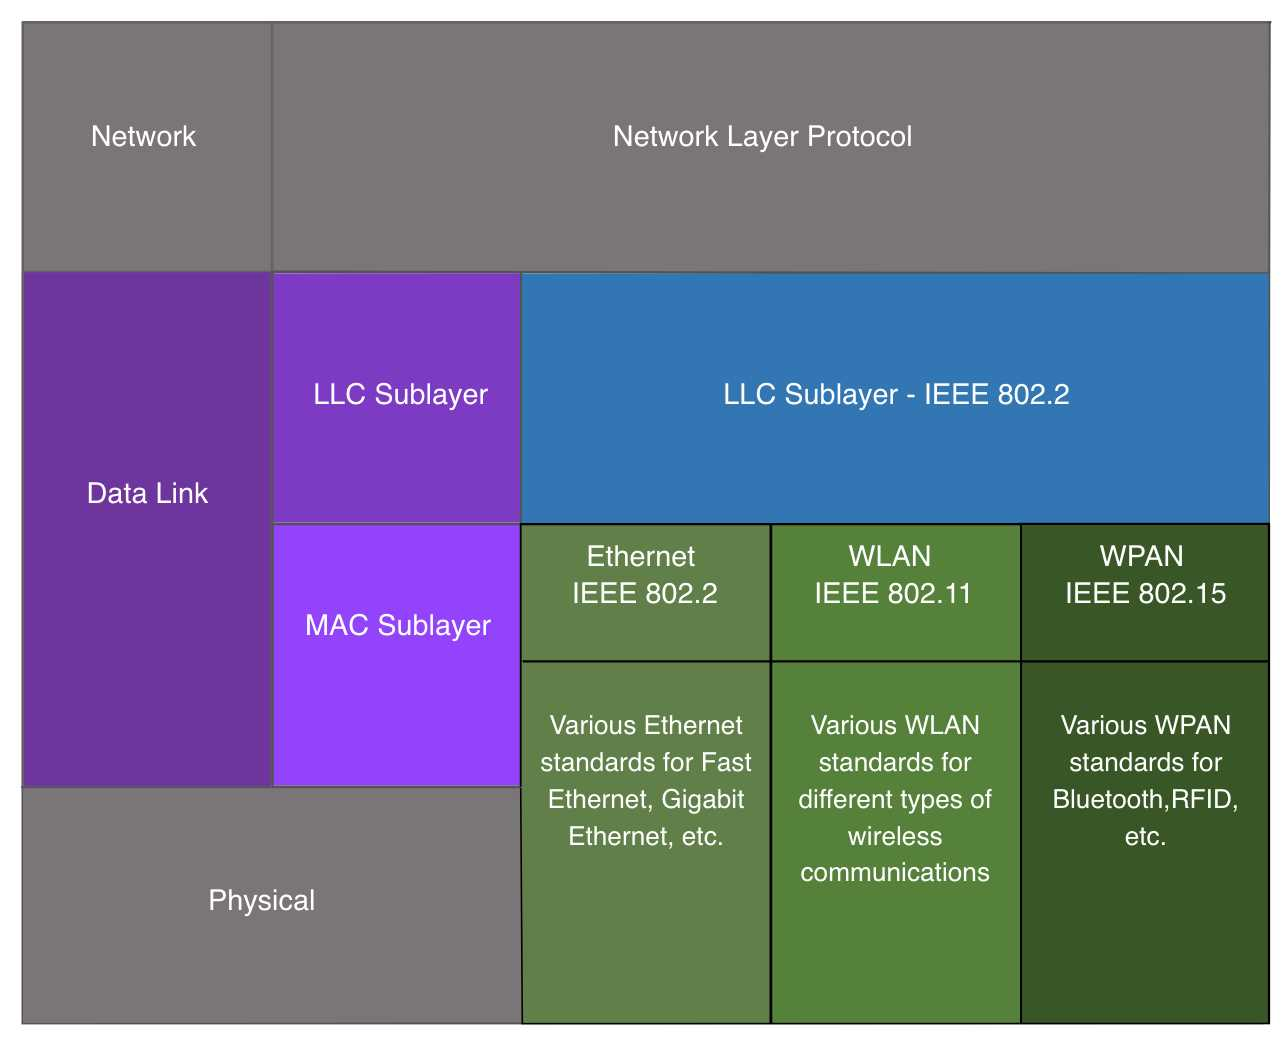 Network
Network Layer Protocol
Data Link
LLC Sublayer
LLC Sublayer - IEEE 802.2
MAC Sublayer
Ethernet
IEEE 802.2
WLAN
IEEE 802.11
WPAN
IEEE 802.15
Various Ethernet
standards for Fast
Ethernet, Gigabit
Ethernet, etc.
Various WLAN
standards for
different types of
wireless
communications
Various WPAN
standards for
Bluetooth,RFID,
etc.
Physical